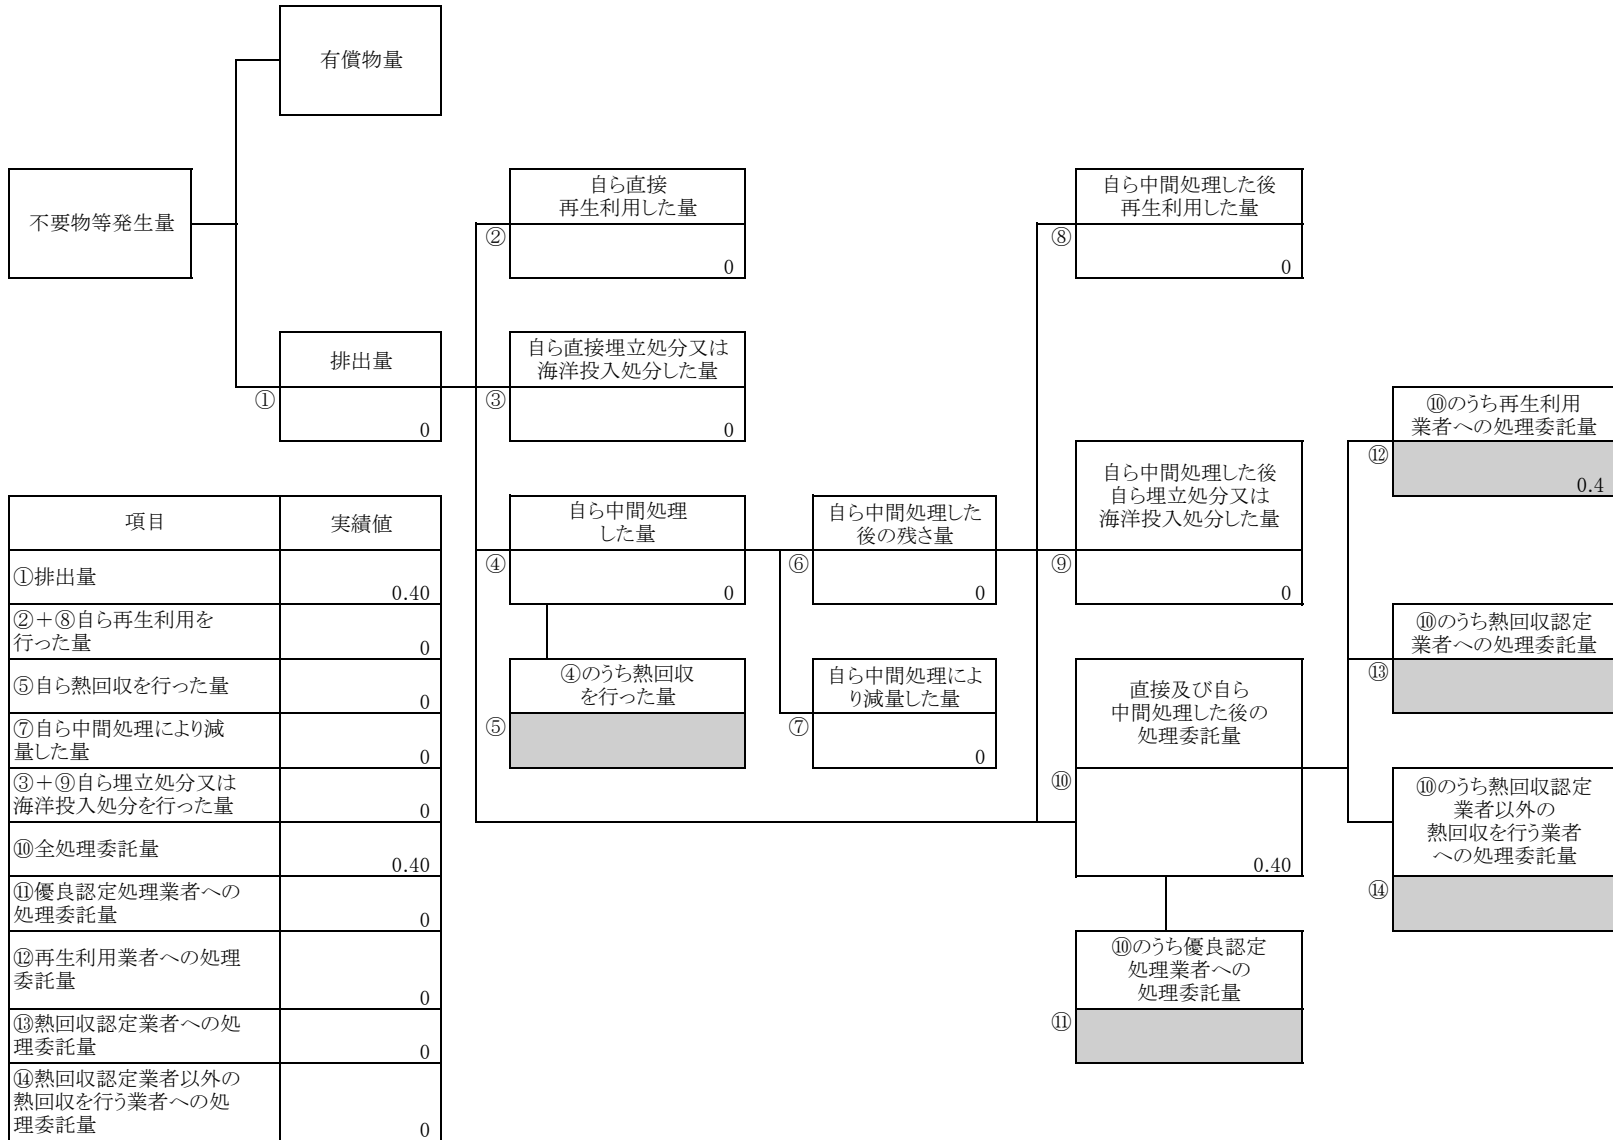 有償物量
不要物等発生量
自ら直接
再生利用した量
②
0
自ら中間処理した後
再生利用した量
⑧
0
排出量
①
0
自ら直接埋立処分又は
海洋投入処分した量
③
0
⑩のうち再生利用
業者への処理委託量
⑫
0.4
自ら中間処理
した量
④
0
自ら中間処理した
後の残さ量
⑥
0
自ら中間処理した後
自ら埋立処分又は
海洋投入処分した量
⑨
0
⑩のうち熱回収認定
業者への処理委託量
⑬
④のうち熱回収
を行った量
⑤
自ら中間処理によ
り減量した量
⑦
0
直接及び自ら
中間処理した後の
処理委託量
⑩
0.40
⑩のうち熱回収認定
業者以外の
熱回収を行う業者
への処理委託量
⑭
⑩のうち優良認定
処理業者への
処理委託量
⑪
項目 実績値
①排出量
0.40
②+⑧自ら再生利用を
行った量
0
⑤自ら熱回収を行った量
0
⑦自ら中間処理により減
量した量
0
③+⑨自ら埋立処分又は
海洋投入処分を行った量
0
⑩全処理委託量
0.40
⑪優良認定処理業者への
処理委託量
0
⑫再生利用業者への処理
委託量
0
⑬熱回収認定業者への処
理委託量
0
⑭熱回収認定業者以外の
熱回収を行う業者への処
理委託量
0